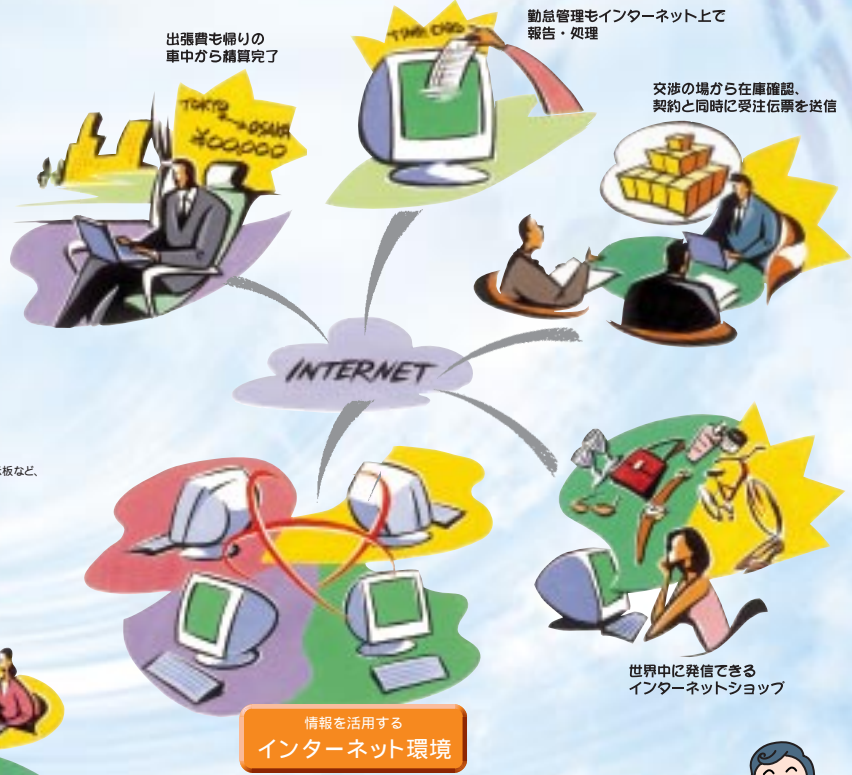 出張費も帰りの
車中から精算完了
勤怠管理もインターネット上で
報告・処理
交渉の場から在庫確認、
契約と同時に受注伝票を送信
TOKYO
→OSAKA
¥00,000
TIME CARD
INTERNET
板など、
世界中に発信できる
インターネットショップ
情報を活用する
インターネット環境